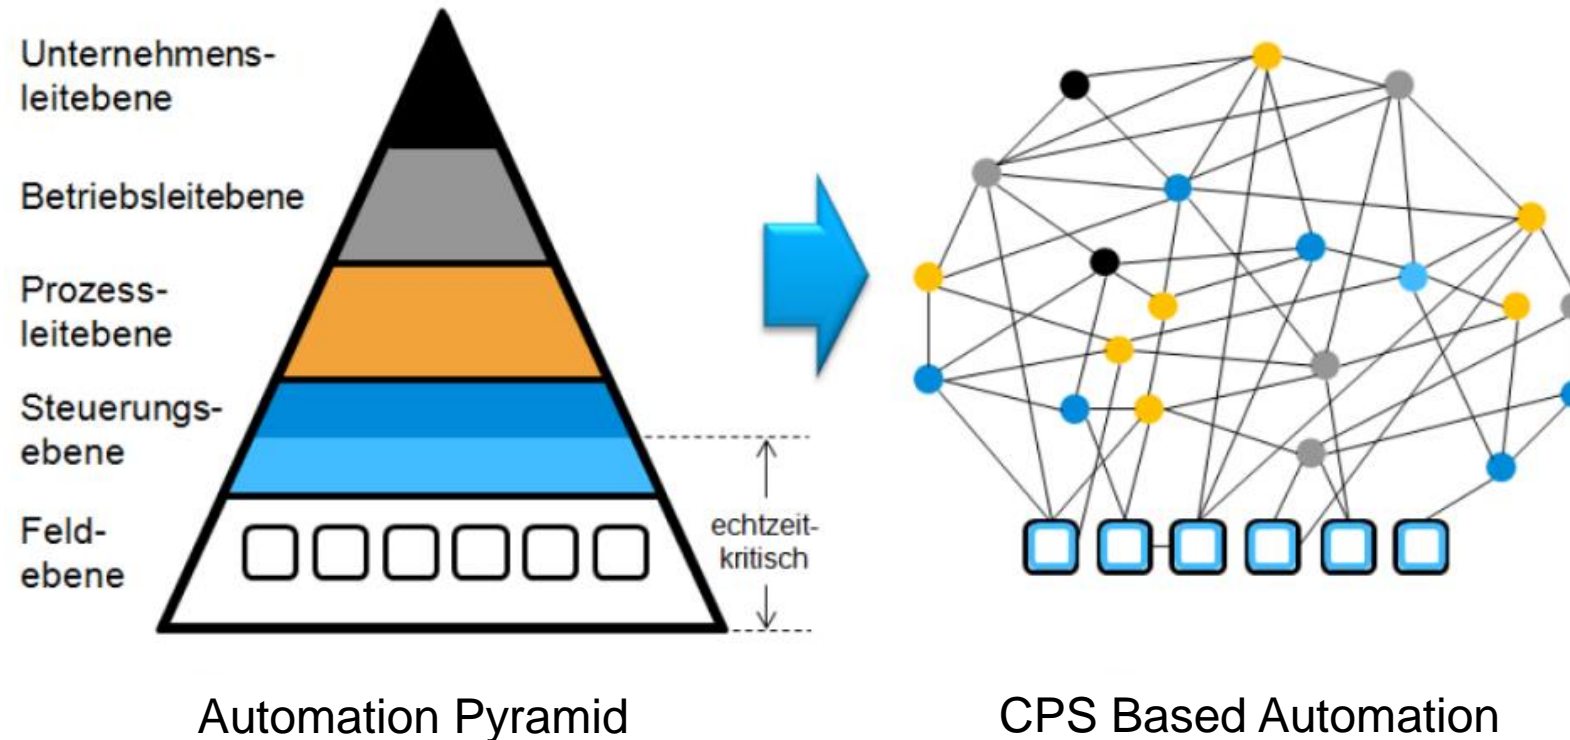 Unternehmens-
leitebene
Betriebsleitebene
Prozess-
leitebene
Steuerungs-
ebene
Feld-
ebene
echtzeit-
kritisch
Automation Pyramid
CPS Based Automation